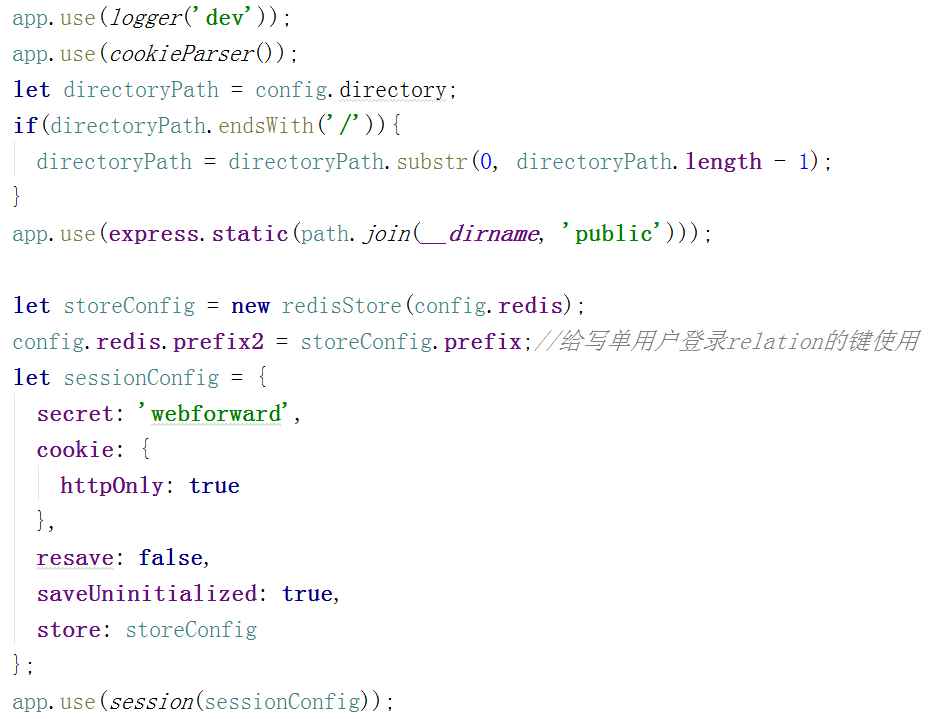 app.use(logger('dev'));
app.use(cookieParser());
let directoryPath = config.directory;
if(directoryPath.endsWith('/')){
  directoryPath = directoryPath.substr(0, directoryPath.length - 1);
}
app.use(express.static(path.join(__dirname, 'public')));

let storeConfig = new redisStore(config.redis);
config.redis.prefix2 = storeConfig.prefix;//给写单用户登录relation的键使用
let sessionConfig = {
  secret: 'webforward',
  cookie: {
    httpOnly: true
  },
  resave: false,
  saveUninitialized: true,
  store: storeConfig
};
app.use(session(sessionConfig));